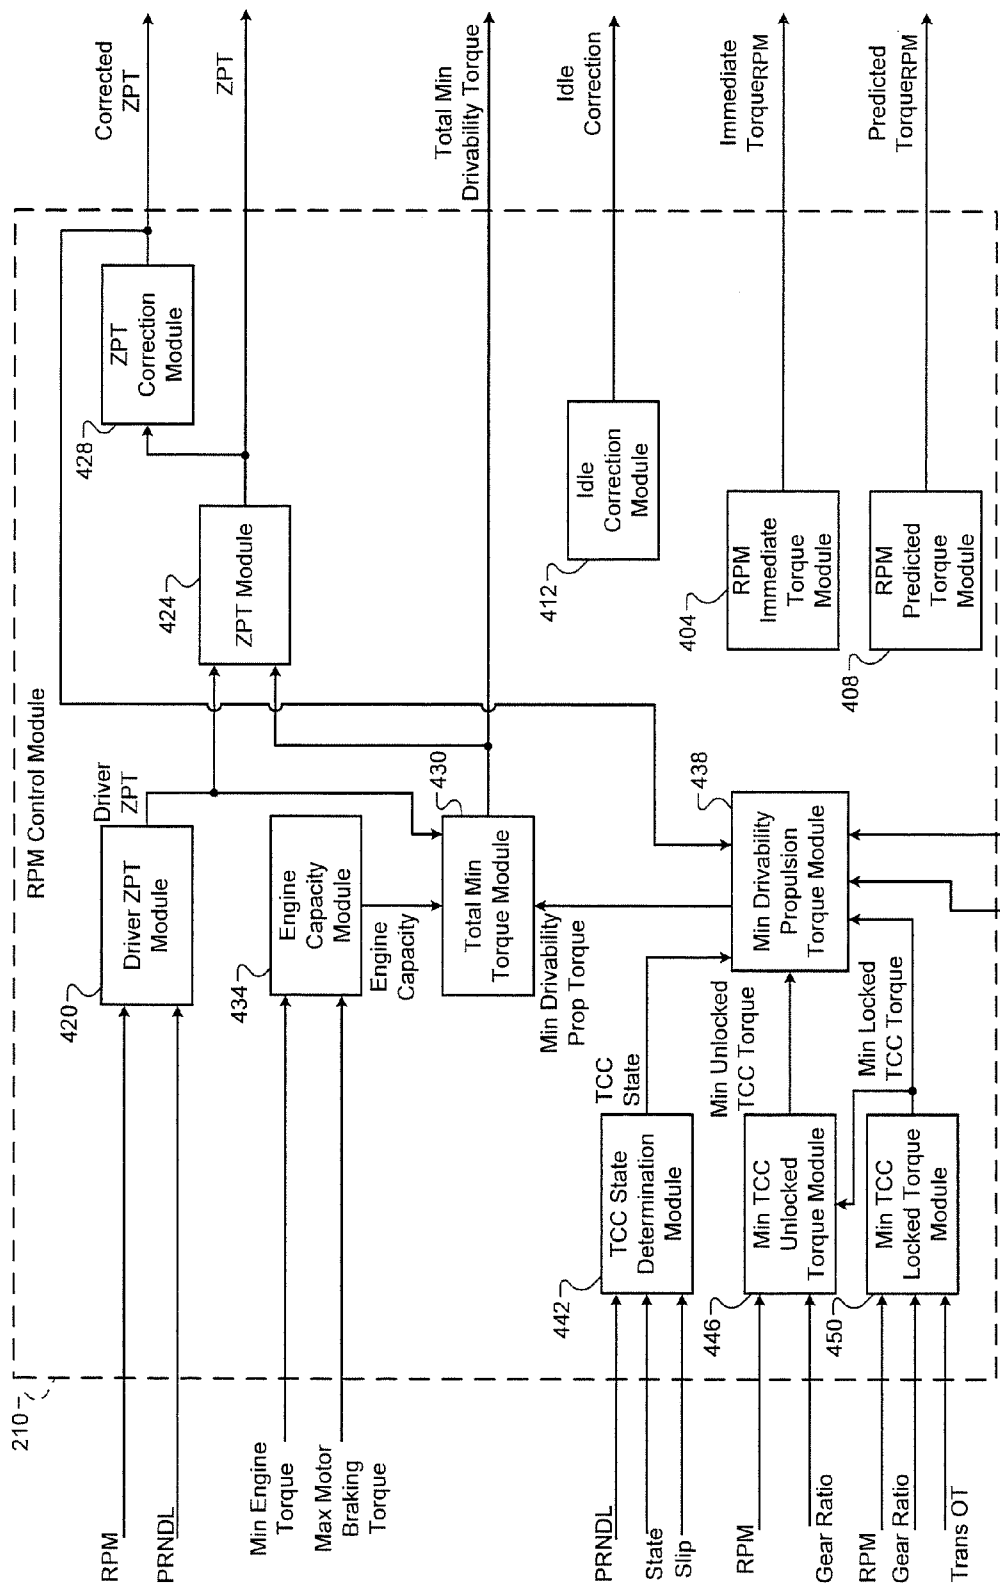 210
RPM Control Module
RPM
PRNDL
420
Driver ZPT
Module
Driver
ZPT
424
ZPT Module
428
ZPT
Correction
Module
Corrected
ZPT
ZPT
Min Engine
Torque
Max Motor
Braking
Torque
434
Engine
Capacity
Module
Engine
Capacity
430
Total Min
Torque Module
Total Min
Drivability Torque
Min Drivability
Prop Torque
412
Idle
Correction
Module
Idle
Correction
PRNDL
State
Slip
442
TCC State
Determination
Module
TCC
State
438
Min Drivability
Propulsion
Torque Module
404
RPM
Immediate
Torque
Module
Immediate
TorqueRPM
RPM
Gear Ratio
446
Min TCC
Unlocked
Torque Module
Min Unlocked
TCC Torque
RPM
Gear Ratio
Trans OT
450
Min TCC
Locked Torque
Module
Min Locked
TCC Torque
408
RPM
Predicted
Torque
Module
Predicted
TorqueRPM